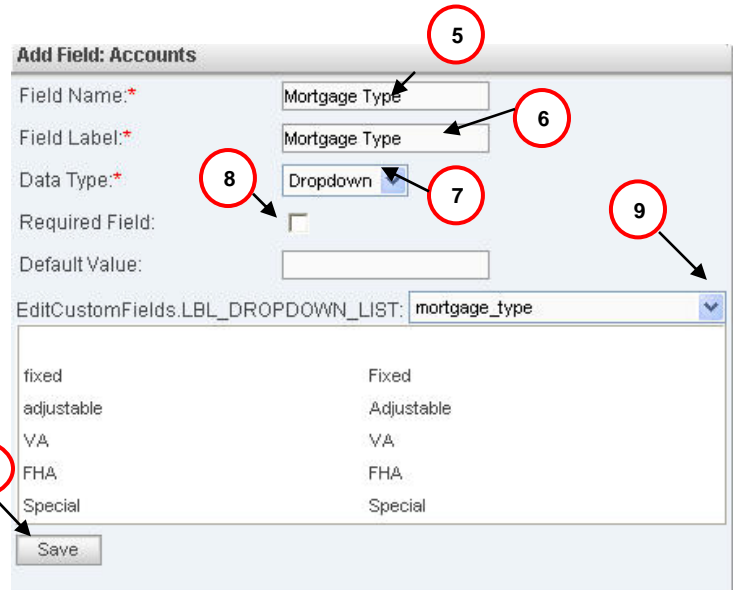 5
Add Field: Accounts
Field Name:* Mortgage Type
6
Field Label:* Mortgage Type
Data Type:* 8 Dropdown 7
Required Field: 9
Default Value:
EditCustomFields.LBL_DROPDOWN_LIST: mortgage_type
fixed Fixed
adjustable Adjustable
VA VA
FHA FHA
Special Special
Save